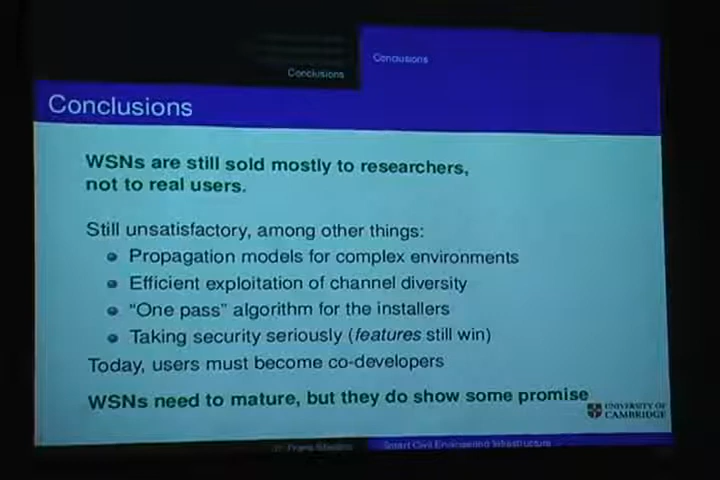 Conclusions
Conclusions
Conclusions
WSNs are still sold mostly to researchers,
not to real users.
Still unsatisfactory, among other things:
Propagation models for complex environments
Efficient exploitation of channel diversity
“One pass” algorithm for the installers
Taking security seriously (features still win)
Today, users must become co-developers
WSNs need to mature, but they do show some promise
UNIVERSITY OF
CAMBRIDGE
Smart Civil Engineering Infrastructure